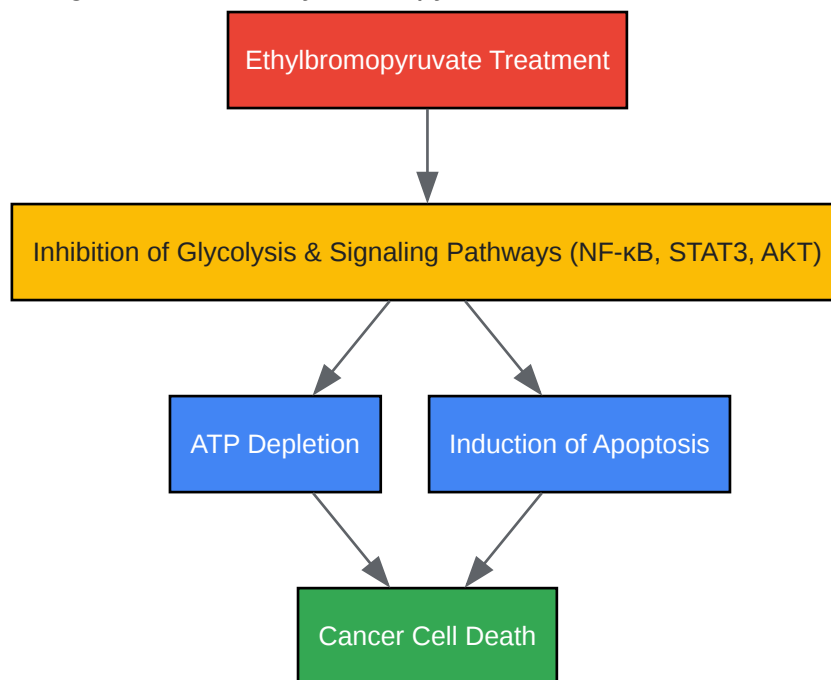 Ethylbromopyruvate Treatment
Inhibition of Glycolysis & Signaling Pathways (NF-κB, STAT3, AKT)
ATP Depletion
Induction of Apoptosis
Cancer Cell Death